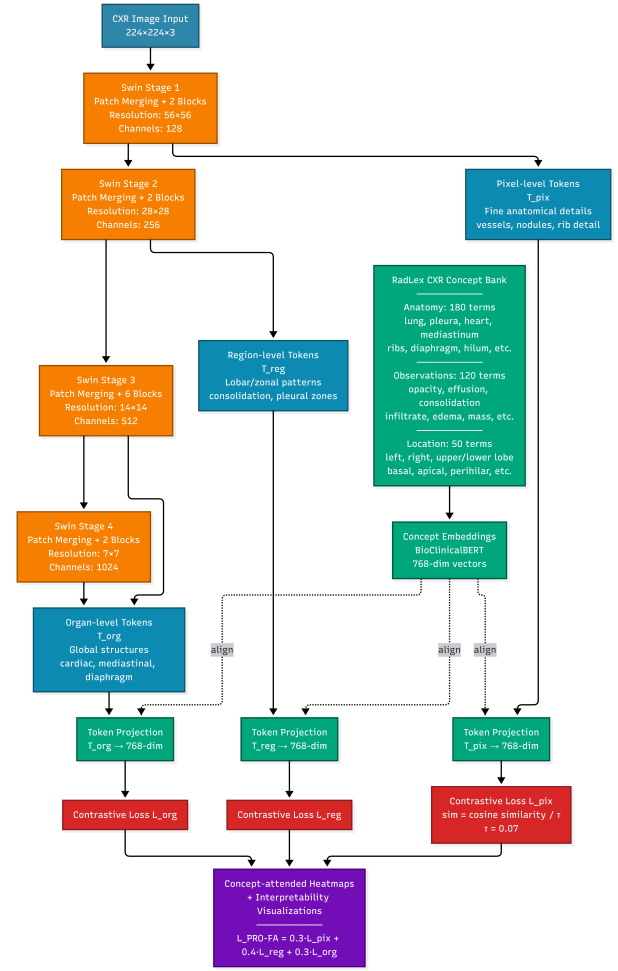 CXR Image Input
224×224×3
Swin Stage 1
Patch Merging + 2 Blocks
Resolution: 56×56
Channels: 128
Swin Stage 2
Patch Merging + 2 Blocks
Resolution: 28×28
Channels: 256
Pixel-level Tokens
T_pix
Fine anatomical details
vessels, nodules, rib detail
RadLex CXR Concept Bank
Anatomy: 180 terms
lung, pleura, heart,
mediastinum
ribs, diaphragm, hilum, etc.
Observations: 120 terms
opacity, effusion,
consolidation
infiltrate, edema, mass, etc.
Location: 50 terms
left, right, upper/lower lobe
basal, apical, perihilar, etc.
Region-level Tokens
T_reg
Lobar/zonal patterns
consolidation, pleural zones
Swin Stage 3
Patch Merging + 6 Blocks
Resolution: 14×14
Channels: 512
Swin Stage 4
Patch Merging + 2 Blocks
Resolution: 7×7
Channels: 1024
Concept Embeddings
BioClinicalBERT
768-dim vectors
Organ-level Tokens
T_org
Global structures
cardiac, mediastinal,
diaphragm
align
align
align
Token Projection
T_org → 768-dim
Token Projection
T_reg → 768-dim
Token Projection
T_pix → 768-dim
Contrastive Loss L_org
Contrastive Loss L_reg
Contrastive Loss L_pix
sim = cosine similarity / τ
τ = 0.07
Concept-attended Heatmaps
+ Interpretability
Visualizations
L_PRO-FA = 0.3·L_pix +
0.4·L_reg + 0.3·L_org